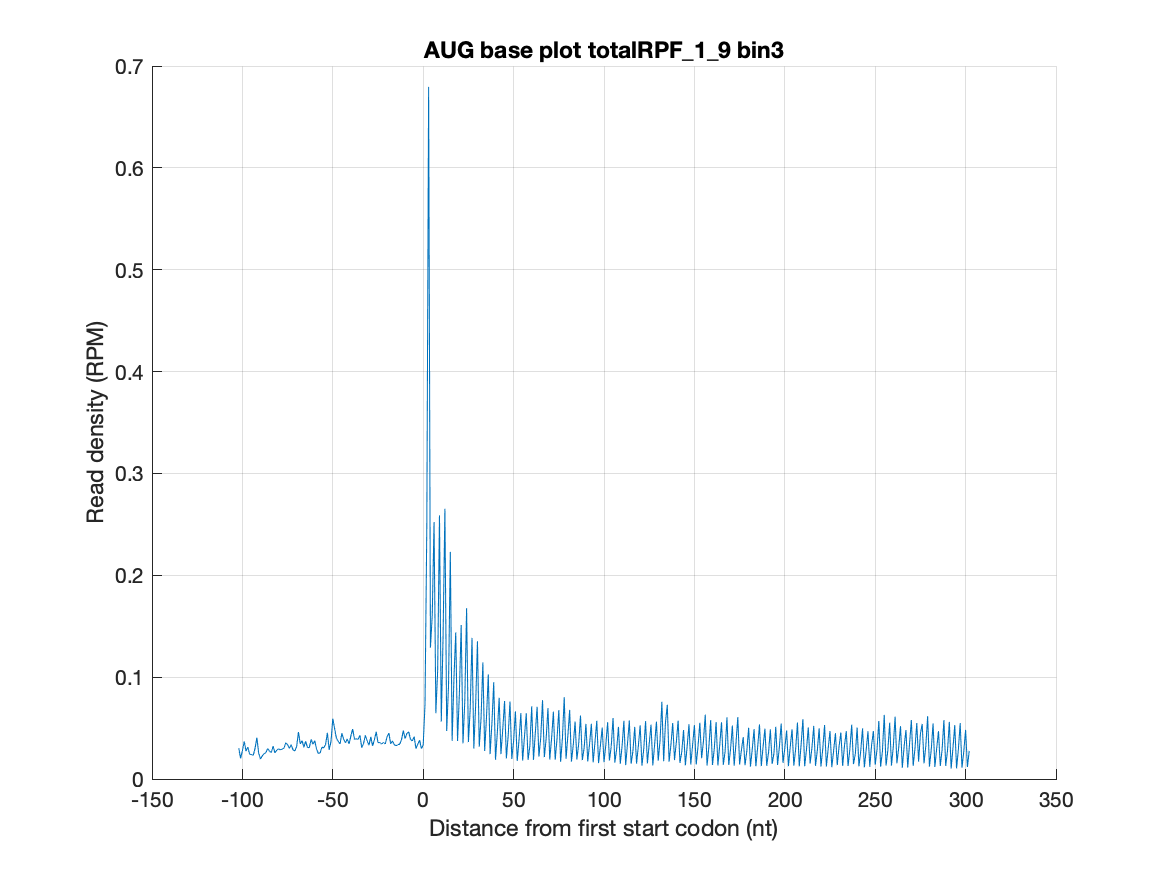 AUG base plot totalRPF_1_9 bin3
0.7
0.6
0.5
0.4
0.3
0.2
0.1
0
Read density (RPM)
-150 -100 -50 0 50 100 150 200 250 300 350
Distance from first start codon (nt)